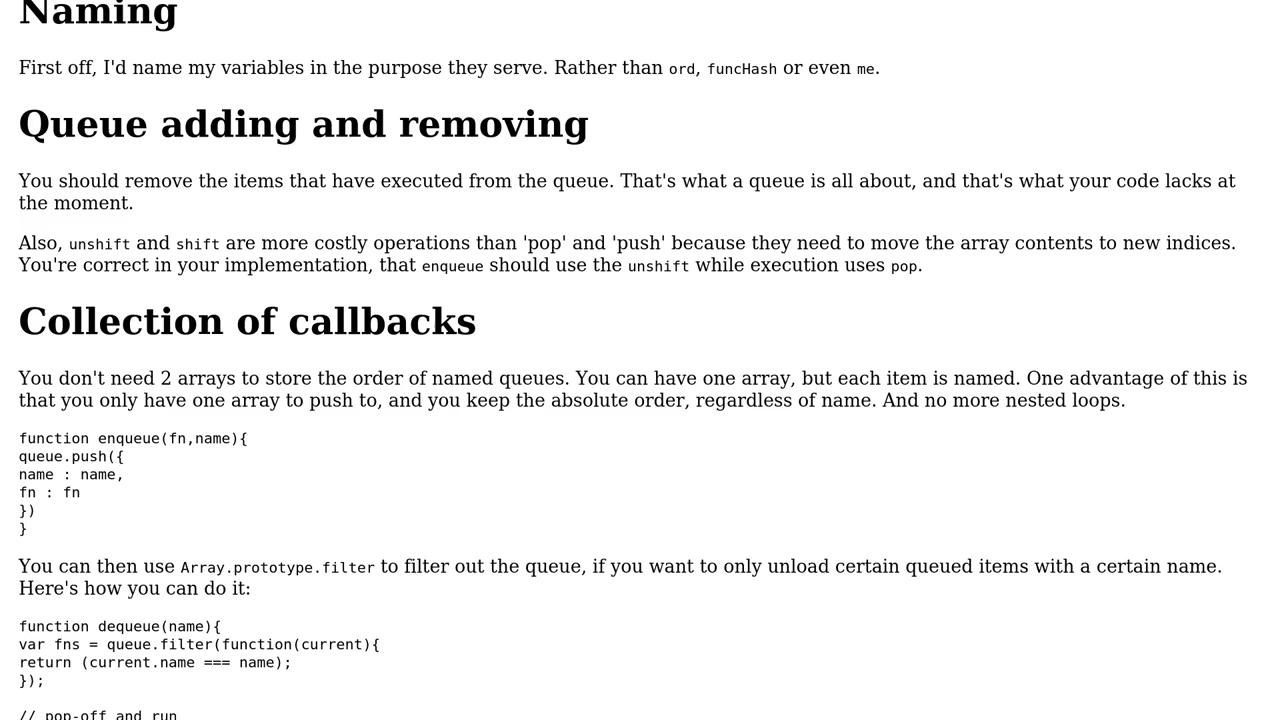 Naming
First off, I'd name my variables in the purpose they serve. Rather than ord, funcHash or even me.
Queue adding and removing
You should remove the items that have executed from the queue. That's what a queue is all about, and that's what your code lacks at
the moment.
Also, unshift and shift are more costly operations than 'pop' and 'push' because they need to move the array contents to new indices.
You're correct in your implementation, that enqueue should use the unshift while execution uses pop.
Collection of callbacks
You don't need 2 arrays to store the order of named queues. You can have one array, but each item is named. One advantage of this is
that you only have one array to push to, and you keep the absolute order, regardless of name. And no more nested loops.
function enqueue(fn,name){
queue.push({
name : name,
fn : fn
})
}
You can then use Array.prototype.filter to filter out the queue, if you want to only unload certain queued items with a certain name.
Here's how you can do it:
function dequeue(name){
var fns = queue.filter(function(current){
return (current.name === name);
});
// pop-off and run